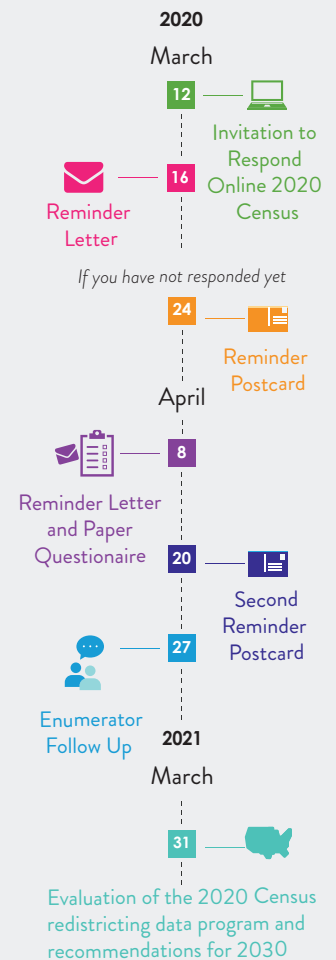 2020
March
12
Invitation to
Respond
Online 2020
Census
16
Reminder
Letter
If you have not responded yet
24
Reminder
Postcard
April
8
Reminder Letter
and Paper
Questionaire
20
Second
Reminder
Postcard
27
Enumerator
Follow Up
2021
March
31
Evaluation of the 2020 Census
redistricting data program and
recommendations for 2030